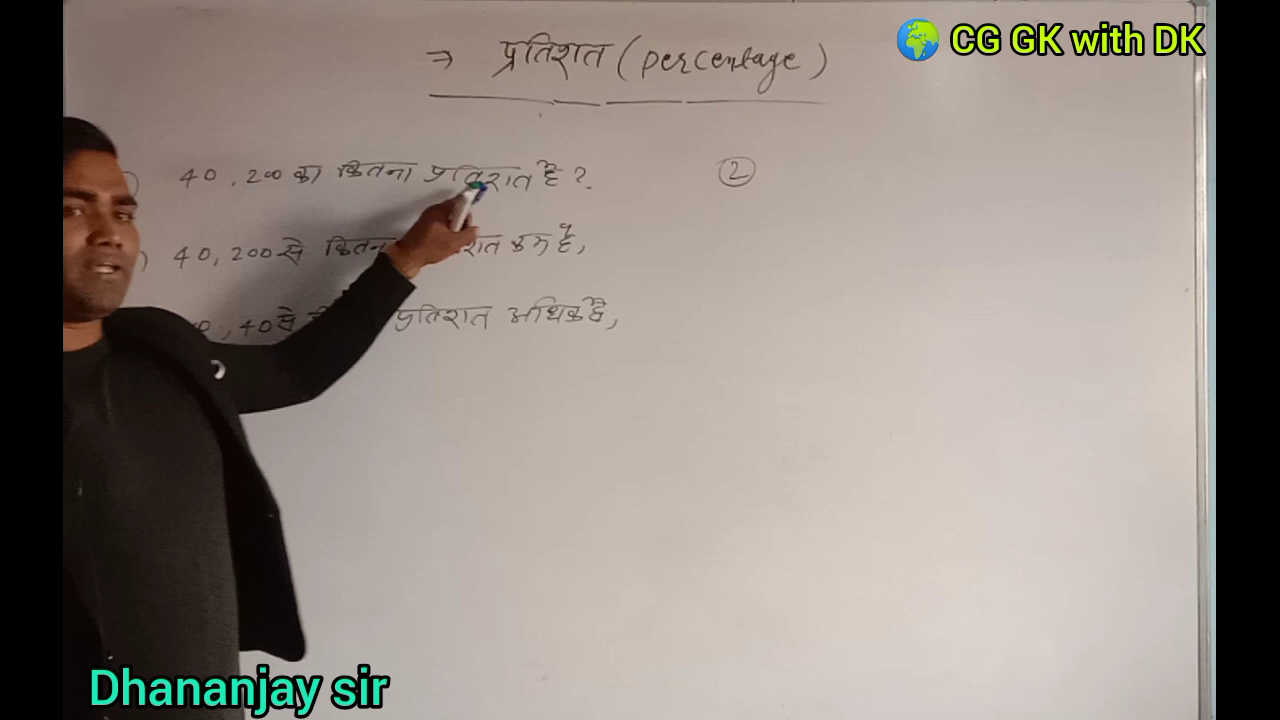 CG GK with DK
⇒ प्रतिशत (percentage)
) 40, 200 का कितना प्रतिशत है ?.
②
) 40, 200 से कितना शत कम है,
, 40 से प्रतिशत अधिक है,
Dhananjay sir